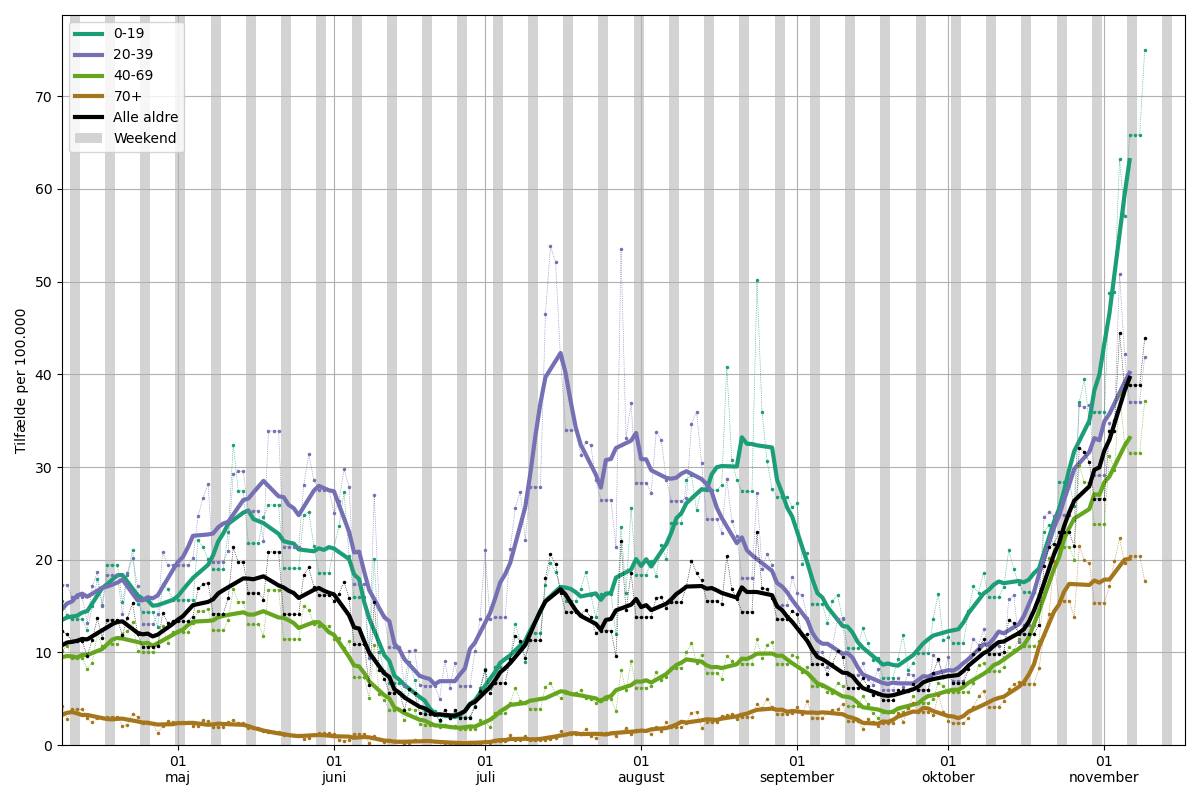 0-19
20-39
40-69
70+
Alle aldre
Weekend
Tilfælde per 100.000
70
60
50
40
30
20
10
0
01 01 01 01 01 01 01
maj juni juli august september oktober november